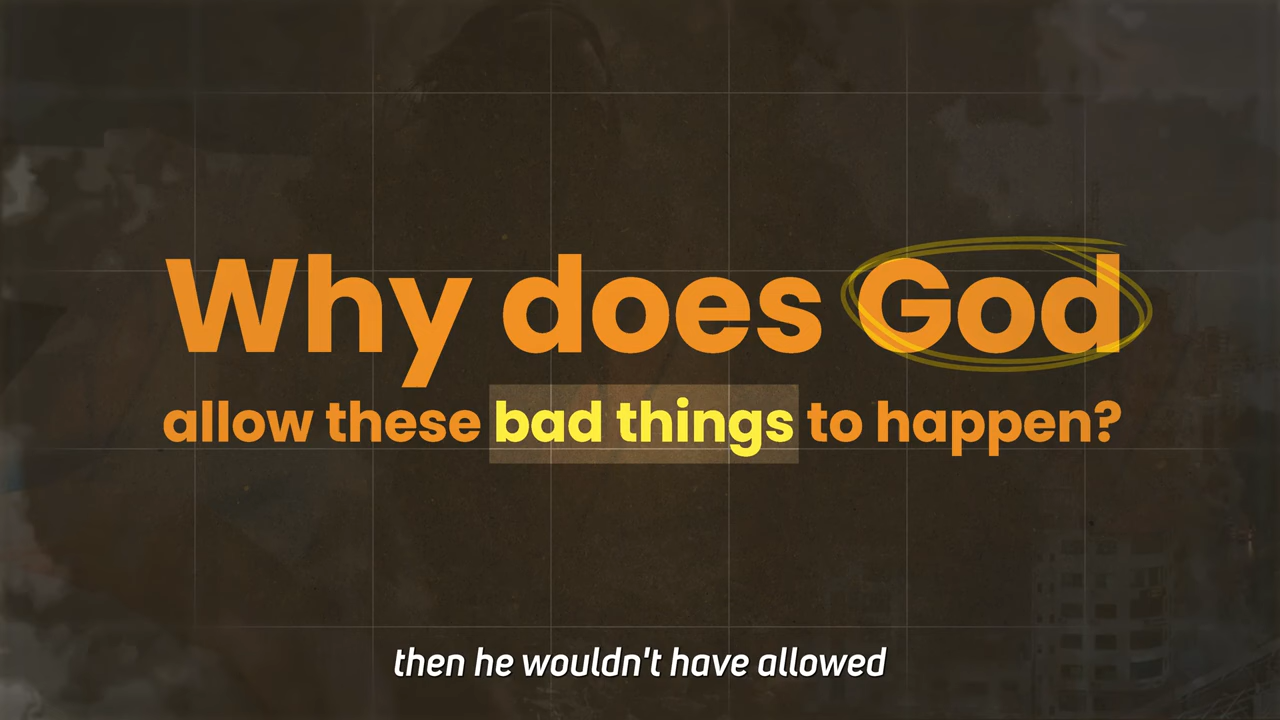 Why does God
allow these bad things to happen?
then he wouldn't have allowed